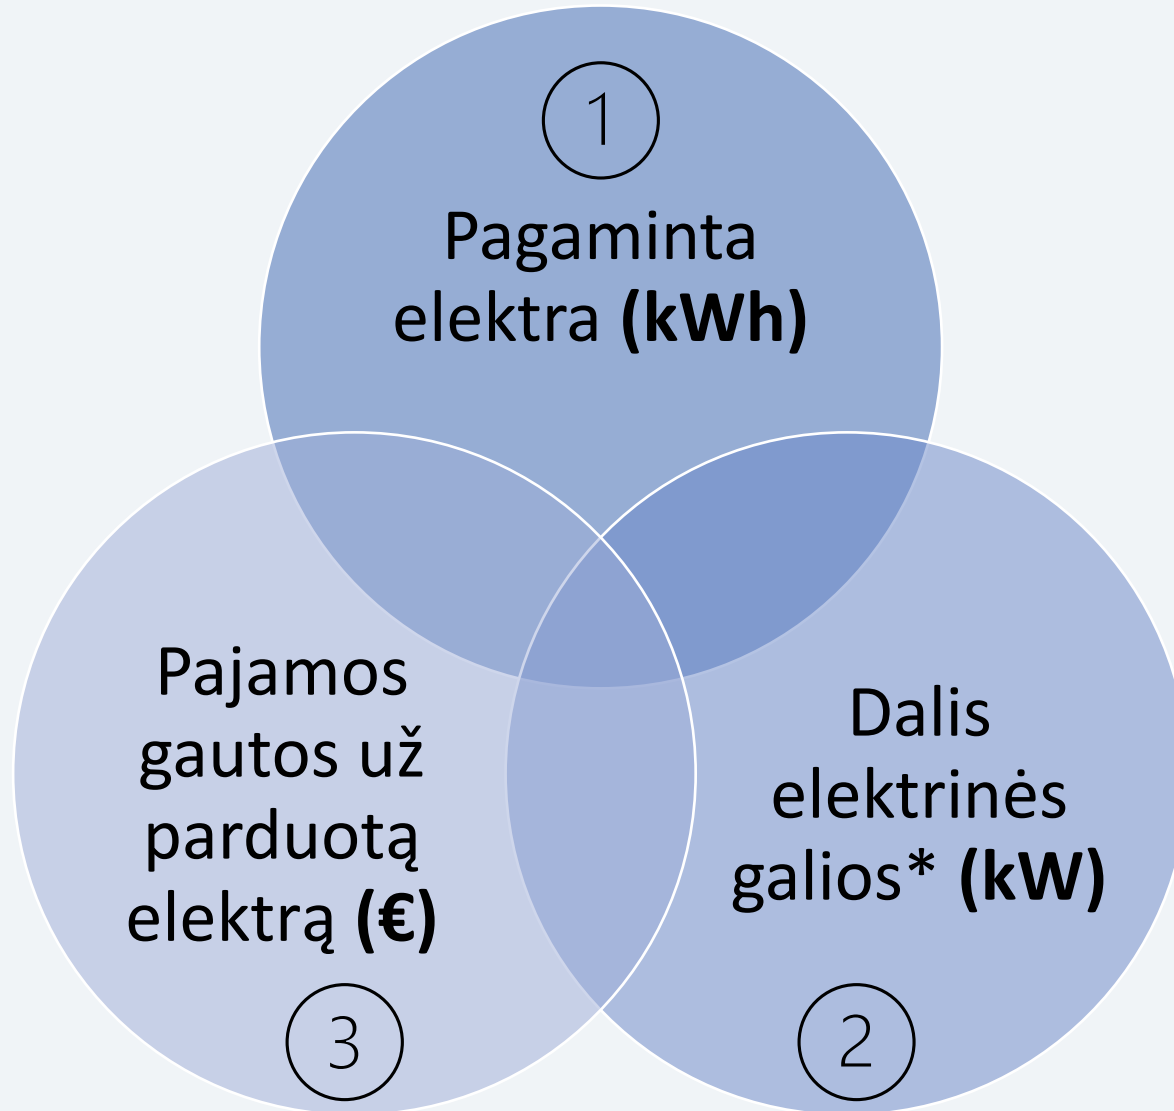 1
Pagaminta
elektra (kWh)
Pajamos
gautos už
parduotą
elektrą (€)
3
Dalis
elektrinės
galios* (kW)
2